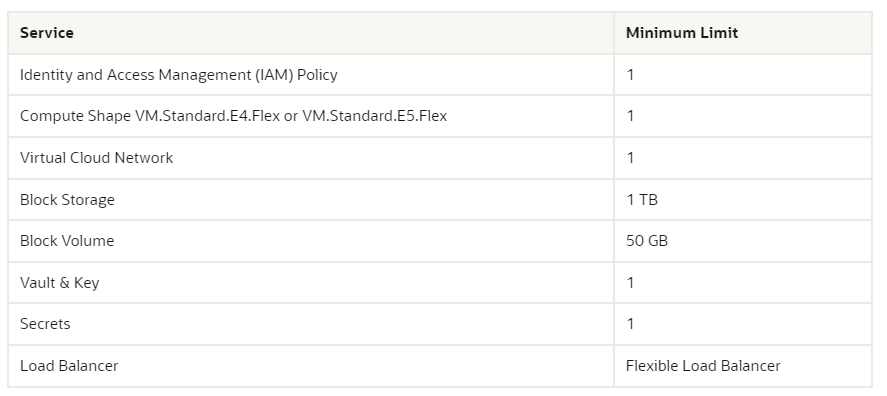 Service Minimum Limit
Identity and Access Management (IAM) Policy 1
Compute Shape VM.Standard.E4.Flex or VM.Standard.E5.Flex 1
Virtual Cloud Network 1
Block Storage 1 TB
Block Volume 50 GB
Vault & Key 1
Secrets 1
Load Balancer Flexible Load Balancer